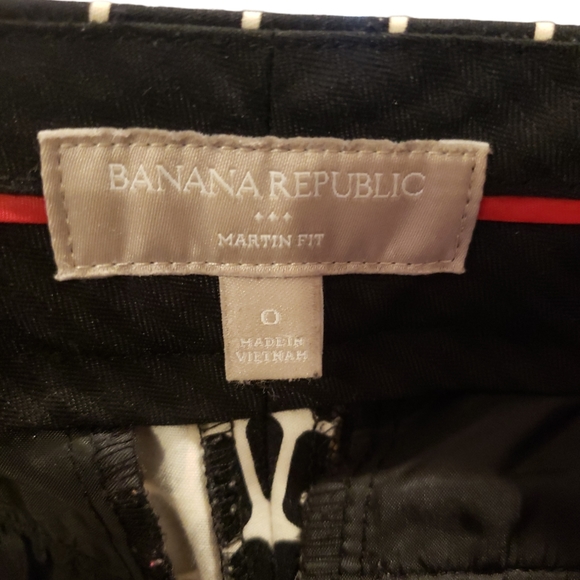 BANANA REPUBLIC
MARTIN FIT
0
MADE IN
VIETNAM